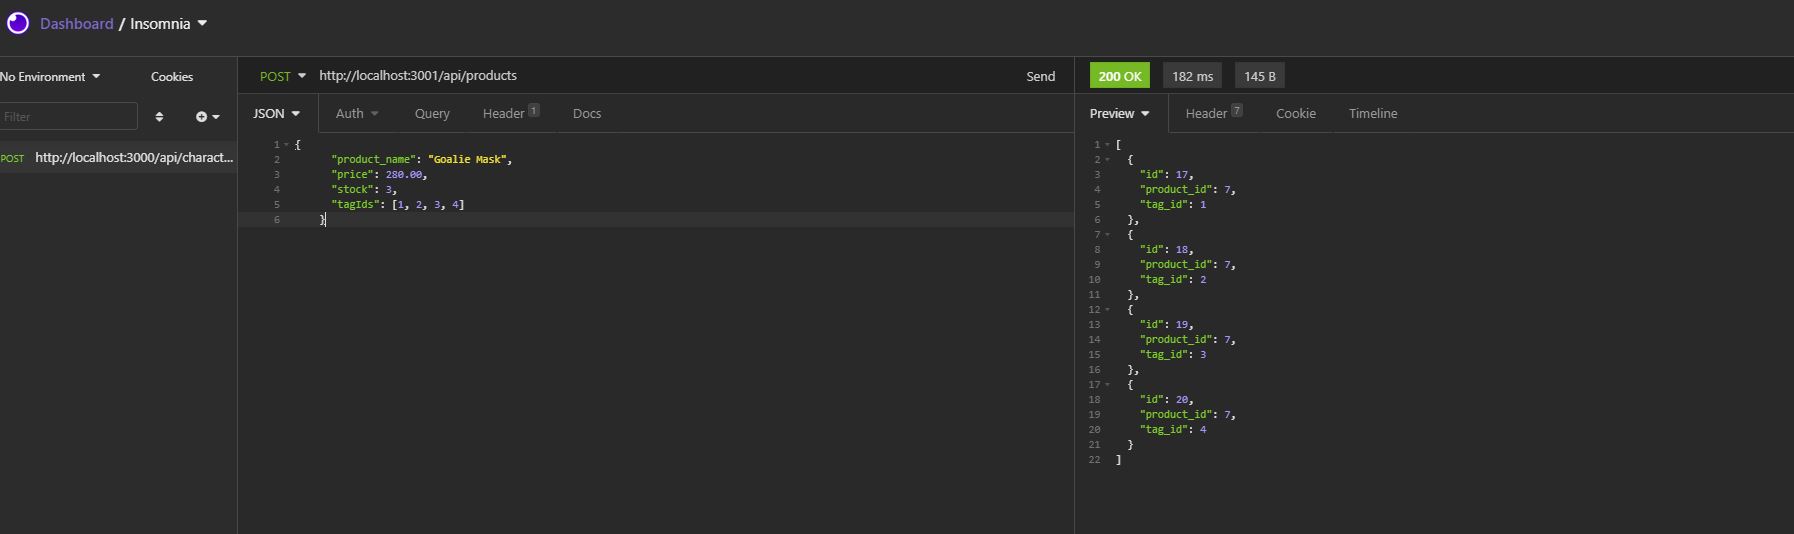 Dashboard / Insomnia
No Environment Cookies
POST http://localhost:3001/api/products Send
200 OK 182 ms 145 B
Filter
JSON Auth Query Header 1 Docs
Preview Header 7 Cookie Timeline
POST http://localhost:3000/api/charact...
1 {
2 "product_name": "Goalie Mask",
3 "price": 280.00,
4 "stock": 3,
5 "tagIds": [1, 2, 3, 4]
6 }
1 [
2 {
3 "id": 17,
4 "product_id": 7,
5 "tag_id": 1
6 },
7 {
8 "id": 18,
9 "product_id": 7,
10 "tag_id": 2
11 },
12 {
13 "id": 19,
14 "product_id": 7,
15 "tag_id": 3
16 },
17 {
18 "id": 20,
19 "product_id": 7,
20 "tag_id": 4
21 }
22 ]